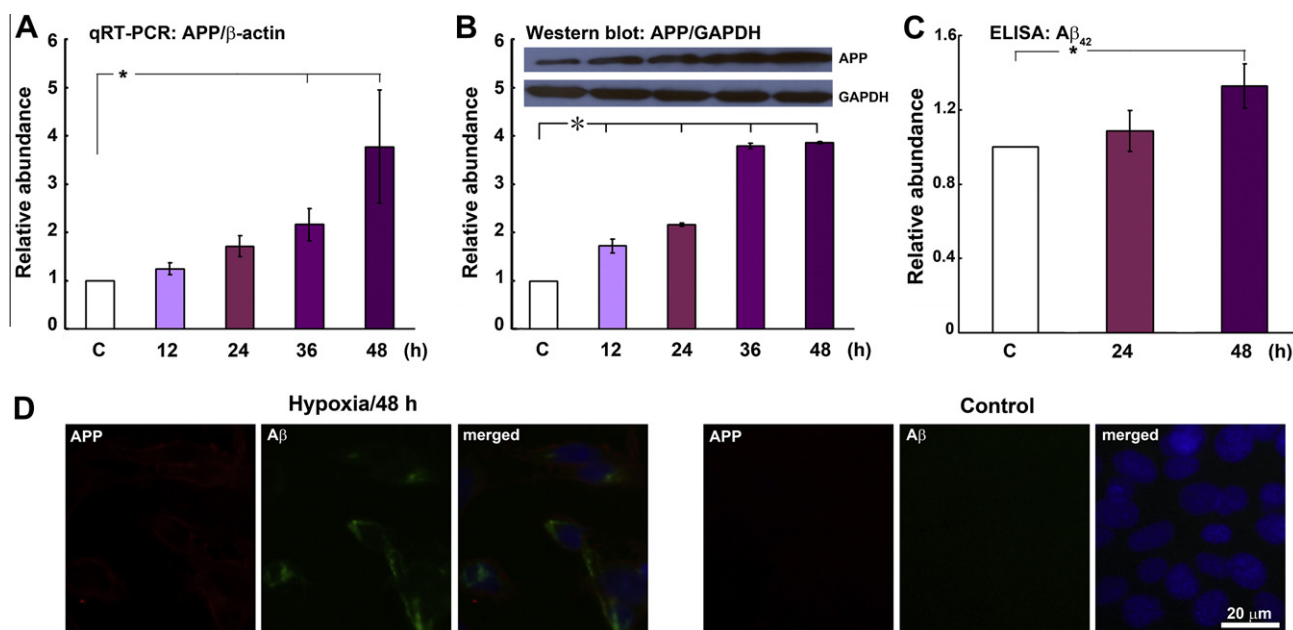 A qRT-PCR: APP/β-actin
Relative abundance
6
5
4
3
2
1
0
*
C 12 24 36 48 (h)
B Western blot: APP/GAPDH
APP
GAPDH
Relative abundance
6
5
4
3
2
1
0
*
C 12 24 36 48 (h)
C ELISA: Aβ42
Relative abundance
1.6
1.2
0.8
0.4
0
*
C 24 48 (h)
D
Hypoxia/48 h
APP Aβ merged
Control
APP Aβ merged
20 μm